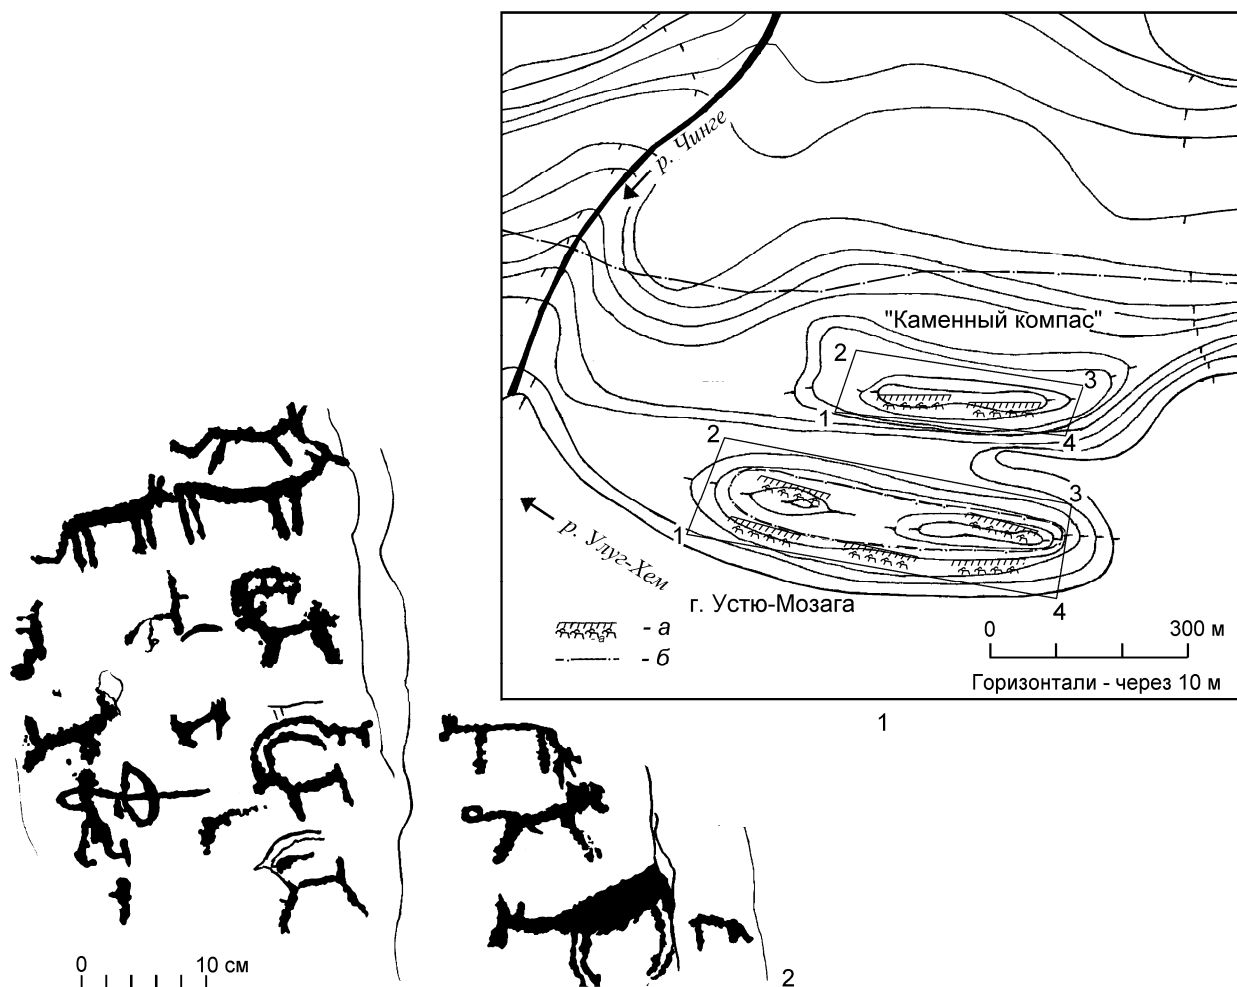 р. Чинге
"Каменный компас"
2
3
1
4
2
3
1
4
р. Улуг-Хем
г. Устю-Мозага
- а
- б
0 300 м
Горизонтали - через 10 м
1
0 10 см
2